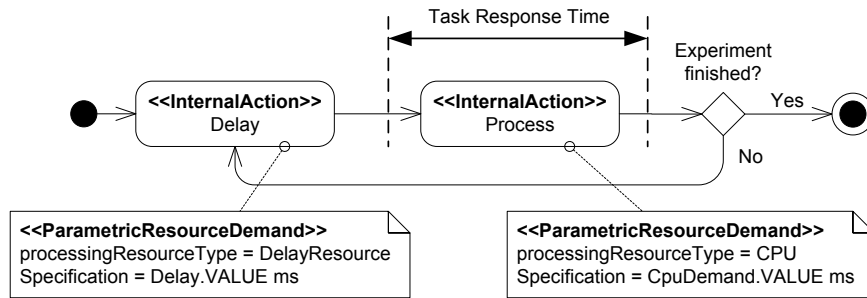 Task Response Time
Experiment
finished?
<<InternalAction>>
Delay
<<InternalAction>>
Process
Yes
No
<<ParametricResourceDemand>>
processingResourceType = DelayResource
Specification = Delay.VALUE ms
<<ParametricResourceDemand>>
processingResourceType = CPU
Specification = CpuDemand.VALUE ms